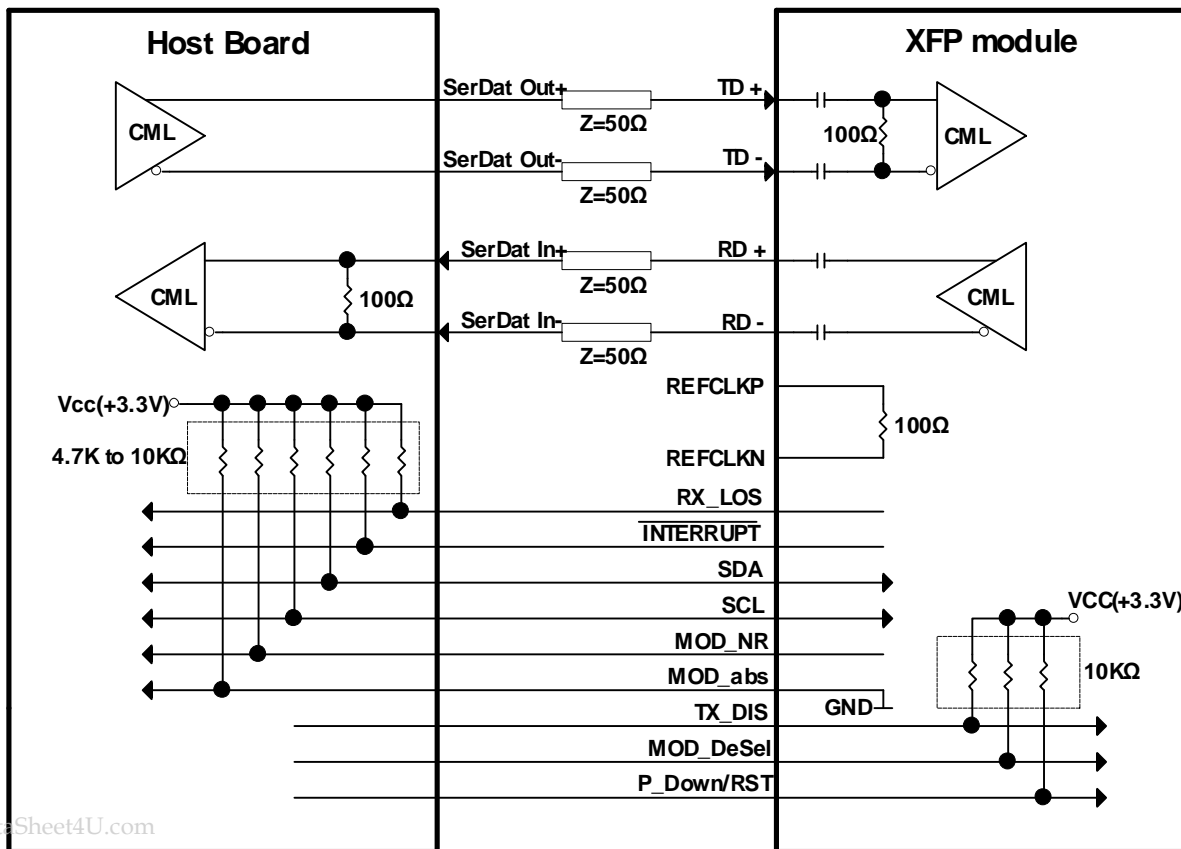 Host Board
XFP module
SerDat Out+
TD +
CML
Z=50Ω
100Ω
CML
SerDat Out-
TD -
Z=50Ω
SerDat In+
RD +
CML
100Ω
Z=50Ω
CML
SerDat In-
RD -
Z=50Ω
REFCLKP
Vcc(+3.3V)
100Ω
4.7K to 10KΩ
REFCLKN
RX_LOS
INTERRUPT
SDA
SCL
VCC(+3.3V)
MOD_NR
MOD_abs
10KΩ
TX_DIS
GND
MOD_DeSel
P_Down/RST
aSheet4U.com